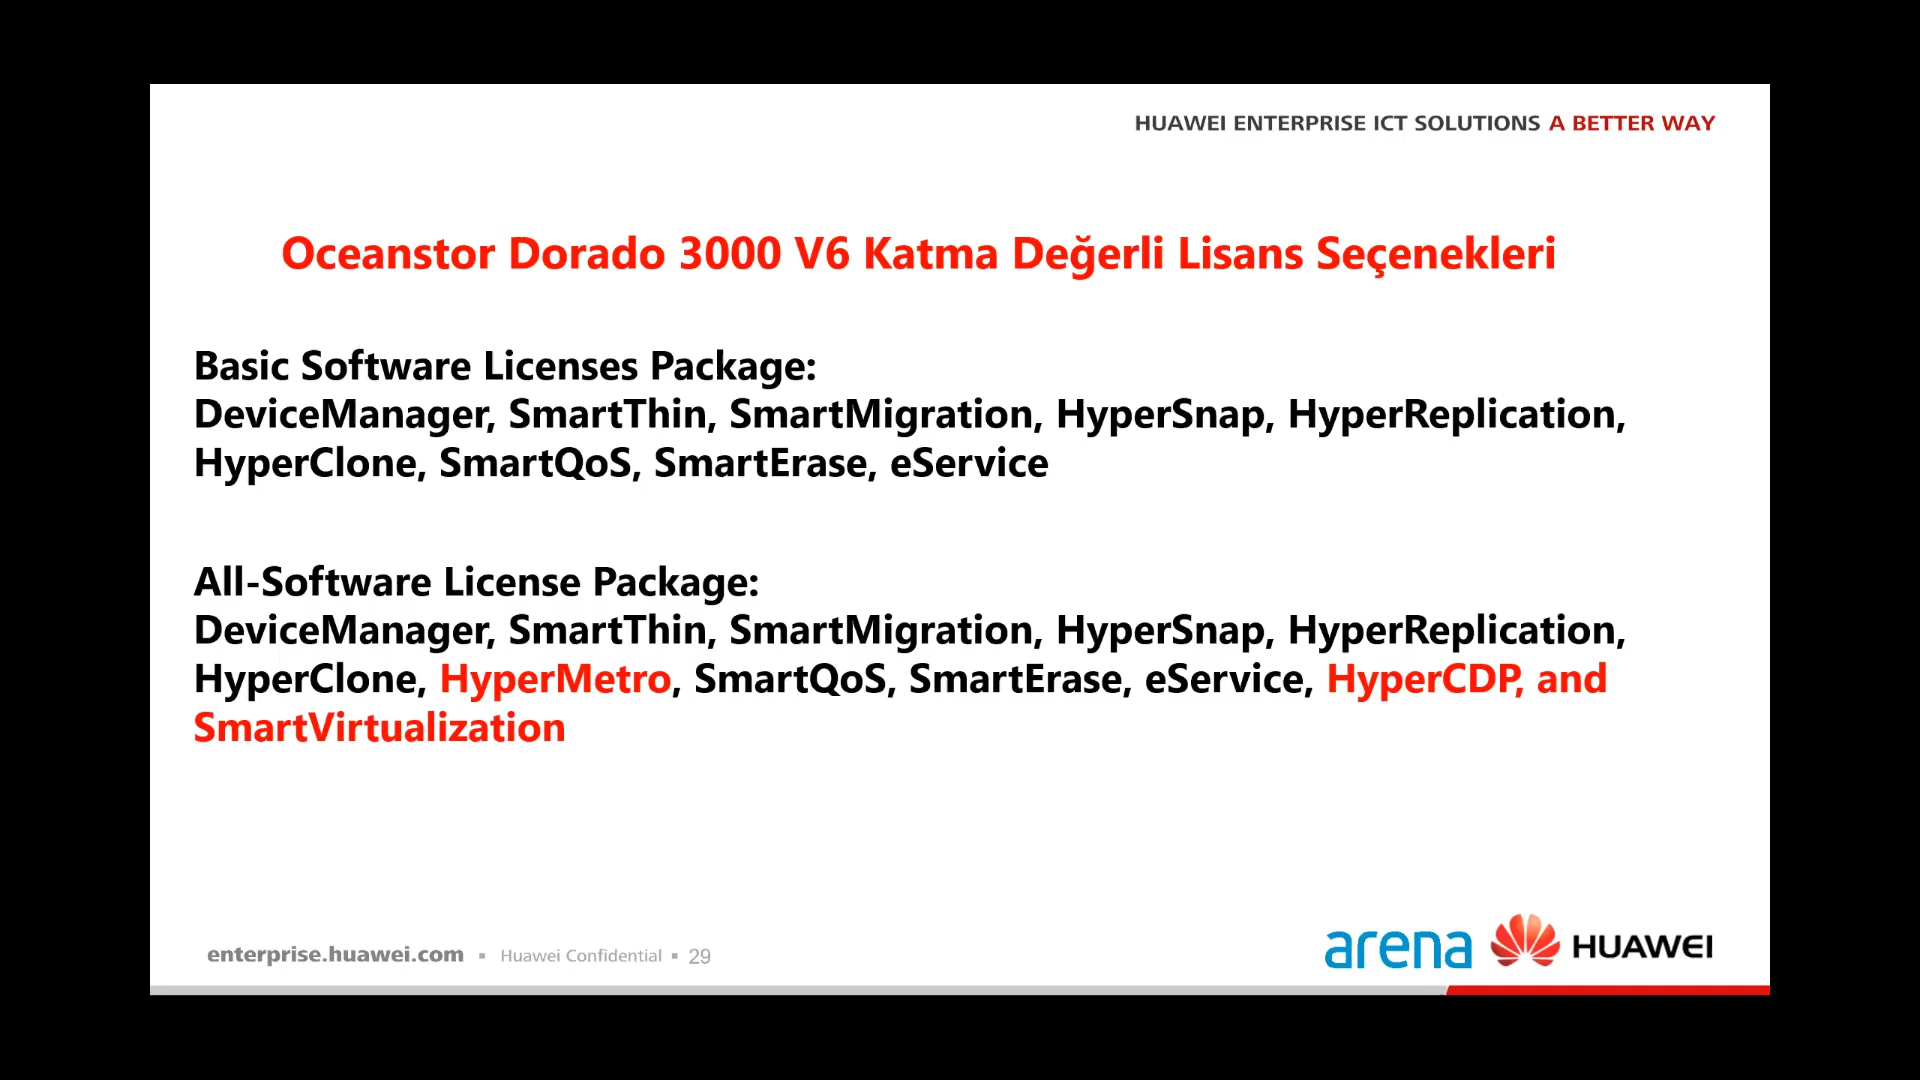 HUAWEI ENTERPRISE ICT SOLUTIONS A BETTER WAY
Oceanstor Dorado 3000 V6 Katma Değerli Lisans Seçenekleri
Basic Software Licenses Package:
DeviceManager, SmartThin, SmartMigration, HyperSnap, HyperReplication,
HyperClone, SmartQoS, SmartErase, eService
All-Software License Package:
DeviceManager, SmartThin, SmartMigration, HyperSnap, HyperReplication,
HyperClone, HyperMetro, SmartQoS, SmartErase, eService, HyperCDP, and
SmartVirtualization
enterprise.huawei.com ▪ Huawei Confidential ▪ 29
arena HUAWEI